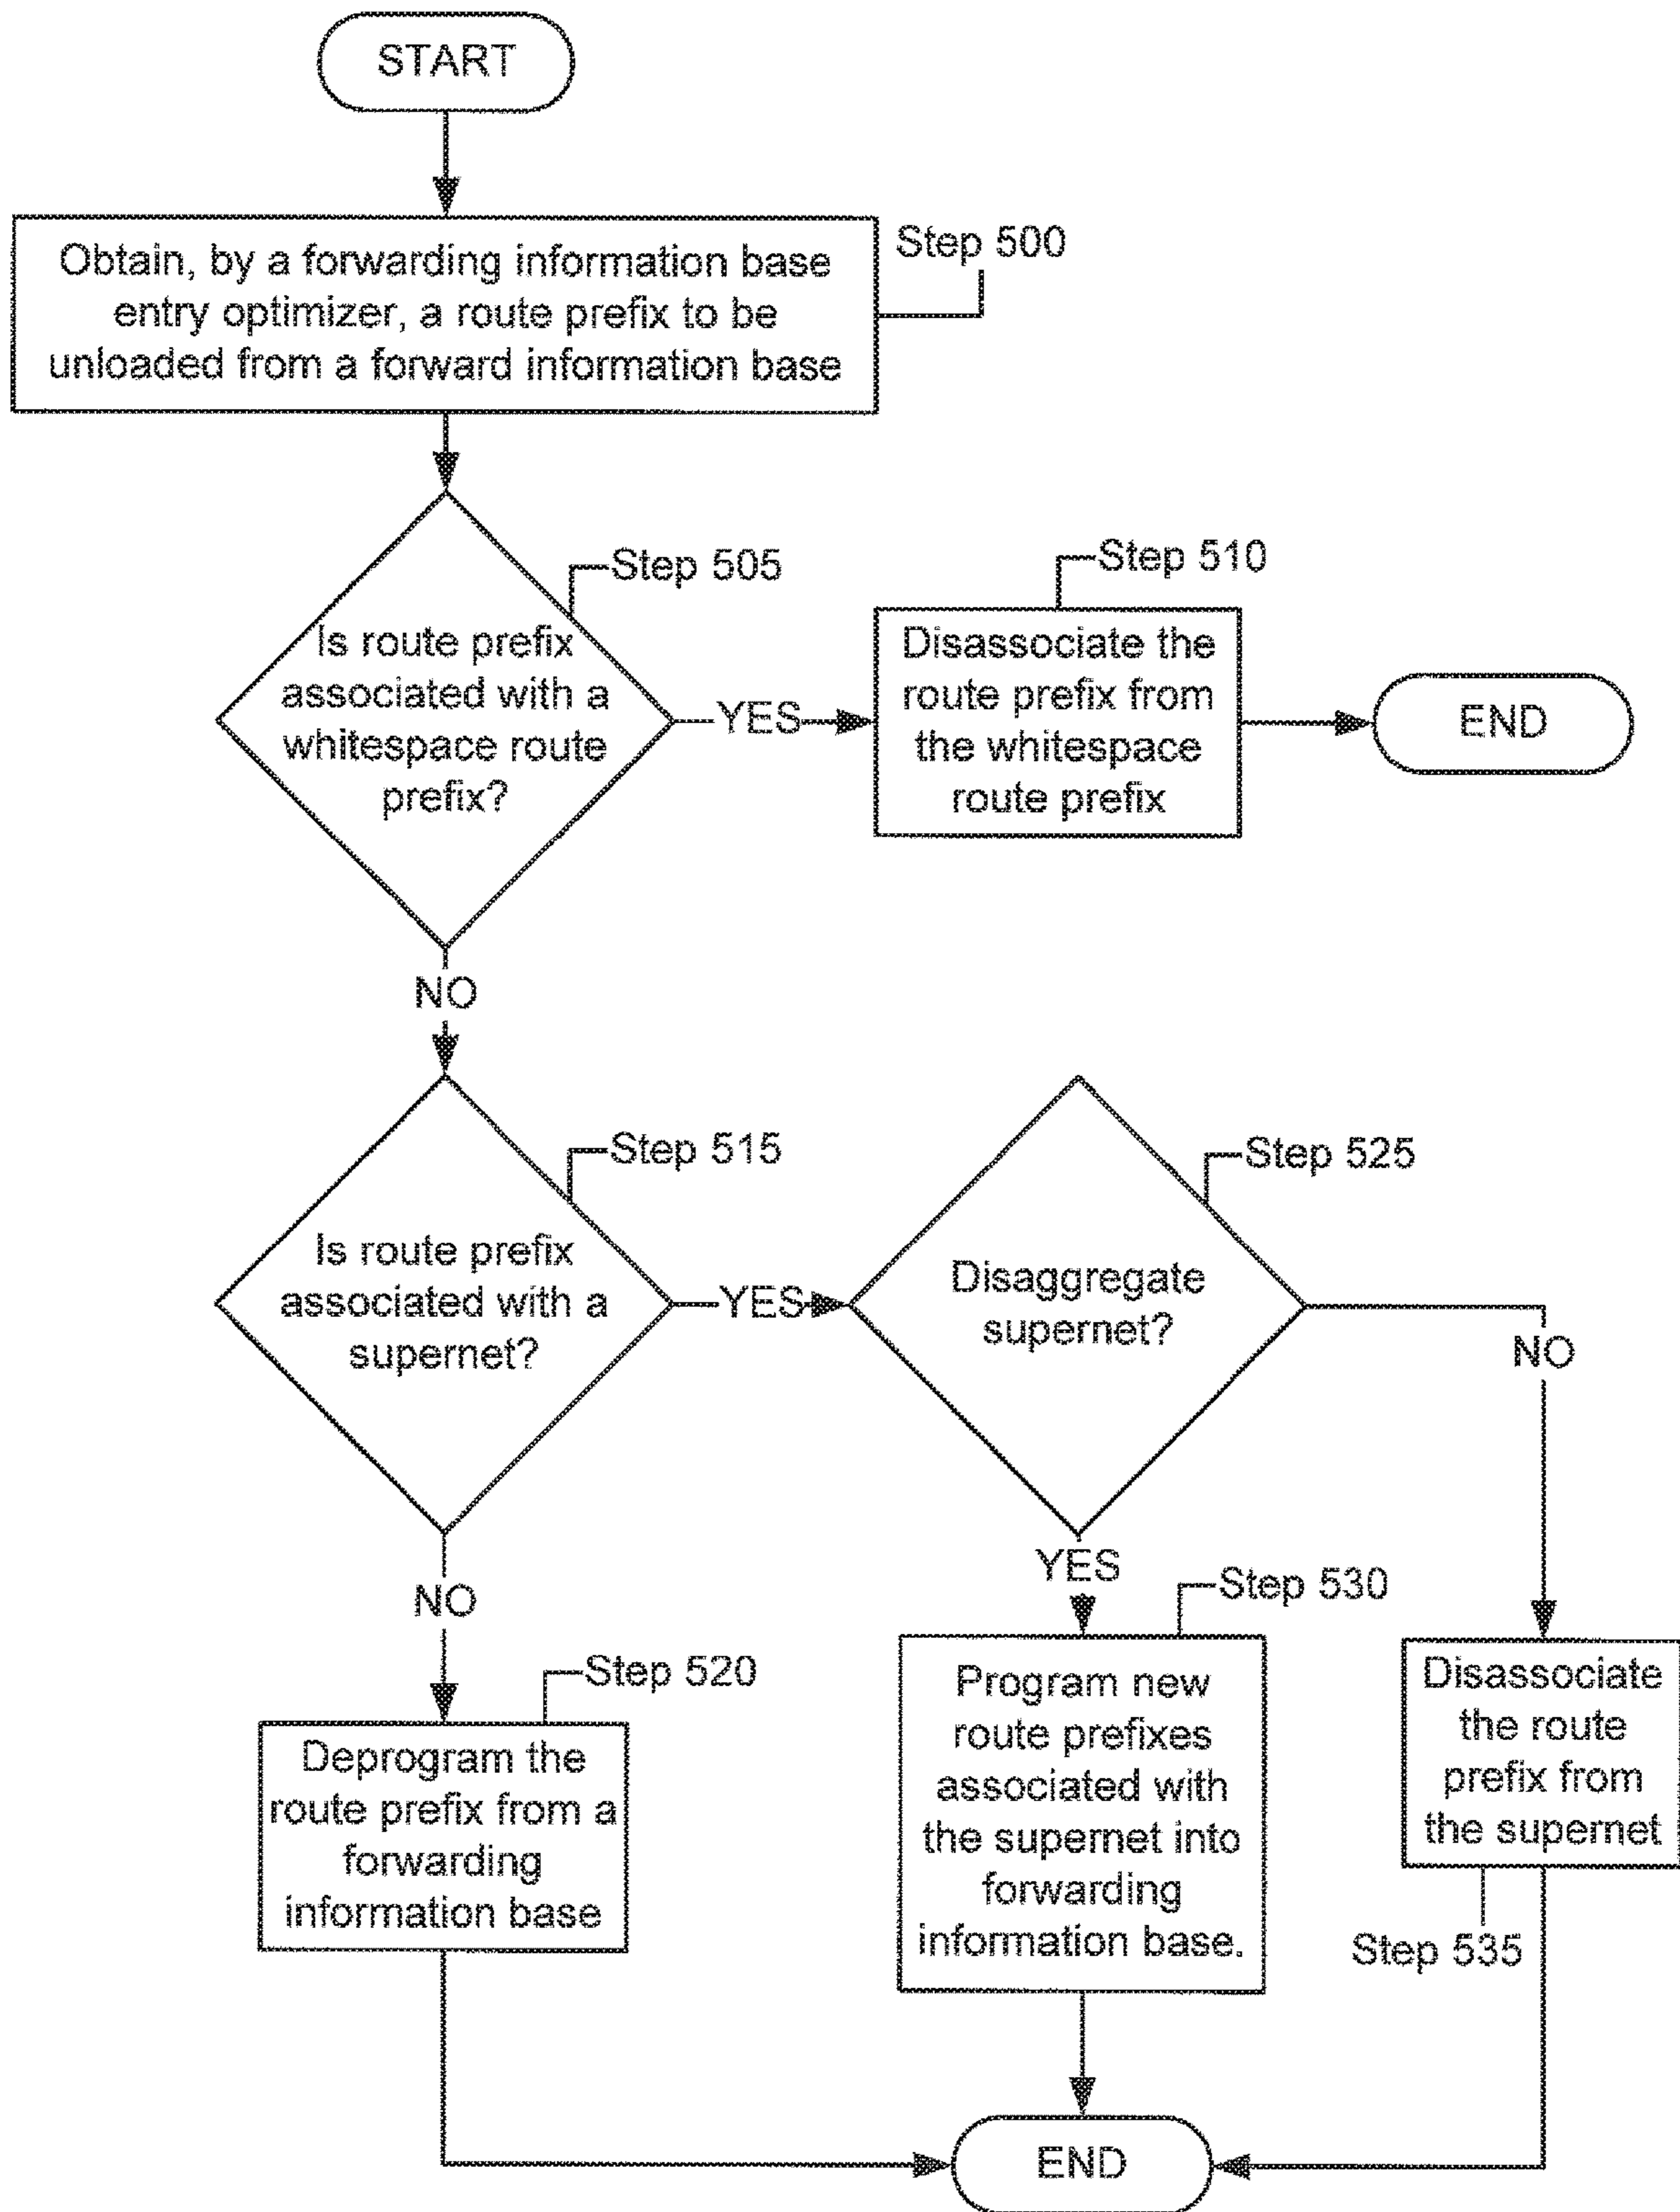 START
Obtain, by a forwarding information base
entry optimizer, a route prefix to be
unloaded from a forward information base
Step 500
Step 505
Is route prefix
associated with a
whitespace route
prefix?
YES
Step 510
Disassociate the
route prefix from
the whitespace
route prefix
END
NO
Step 515
Is route prefix
associated with a
supernet?
YES
Step 525
Disaggregate
supernet?
NO
NO
YES
Step 520
Deprogram the
route prefix from a
forwarding
information base
Step 530
Program new
route prefixes
associated with
the supernet into
forwarding
information base.
Disassociate
the route
prefix from
the supernet
Step 535
END